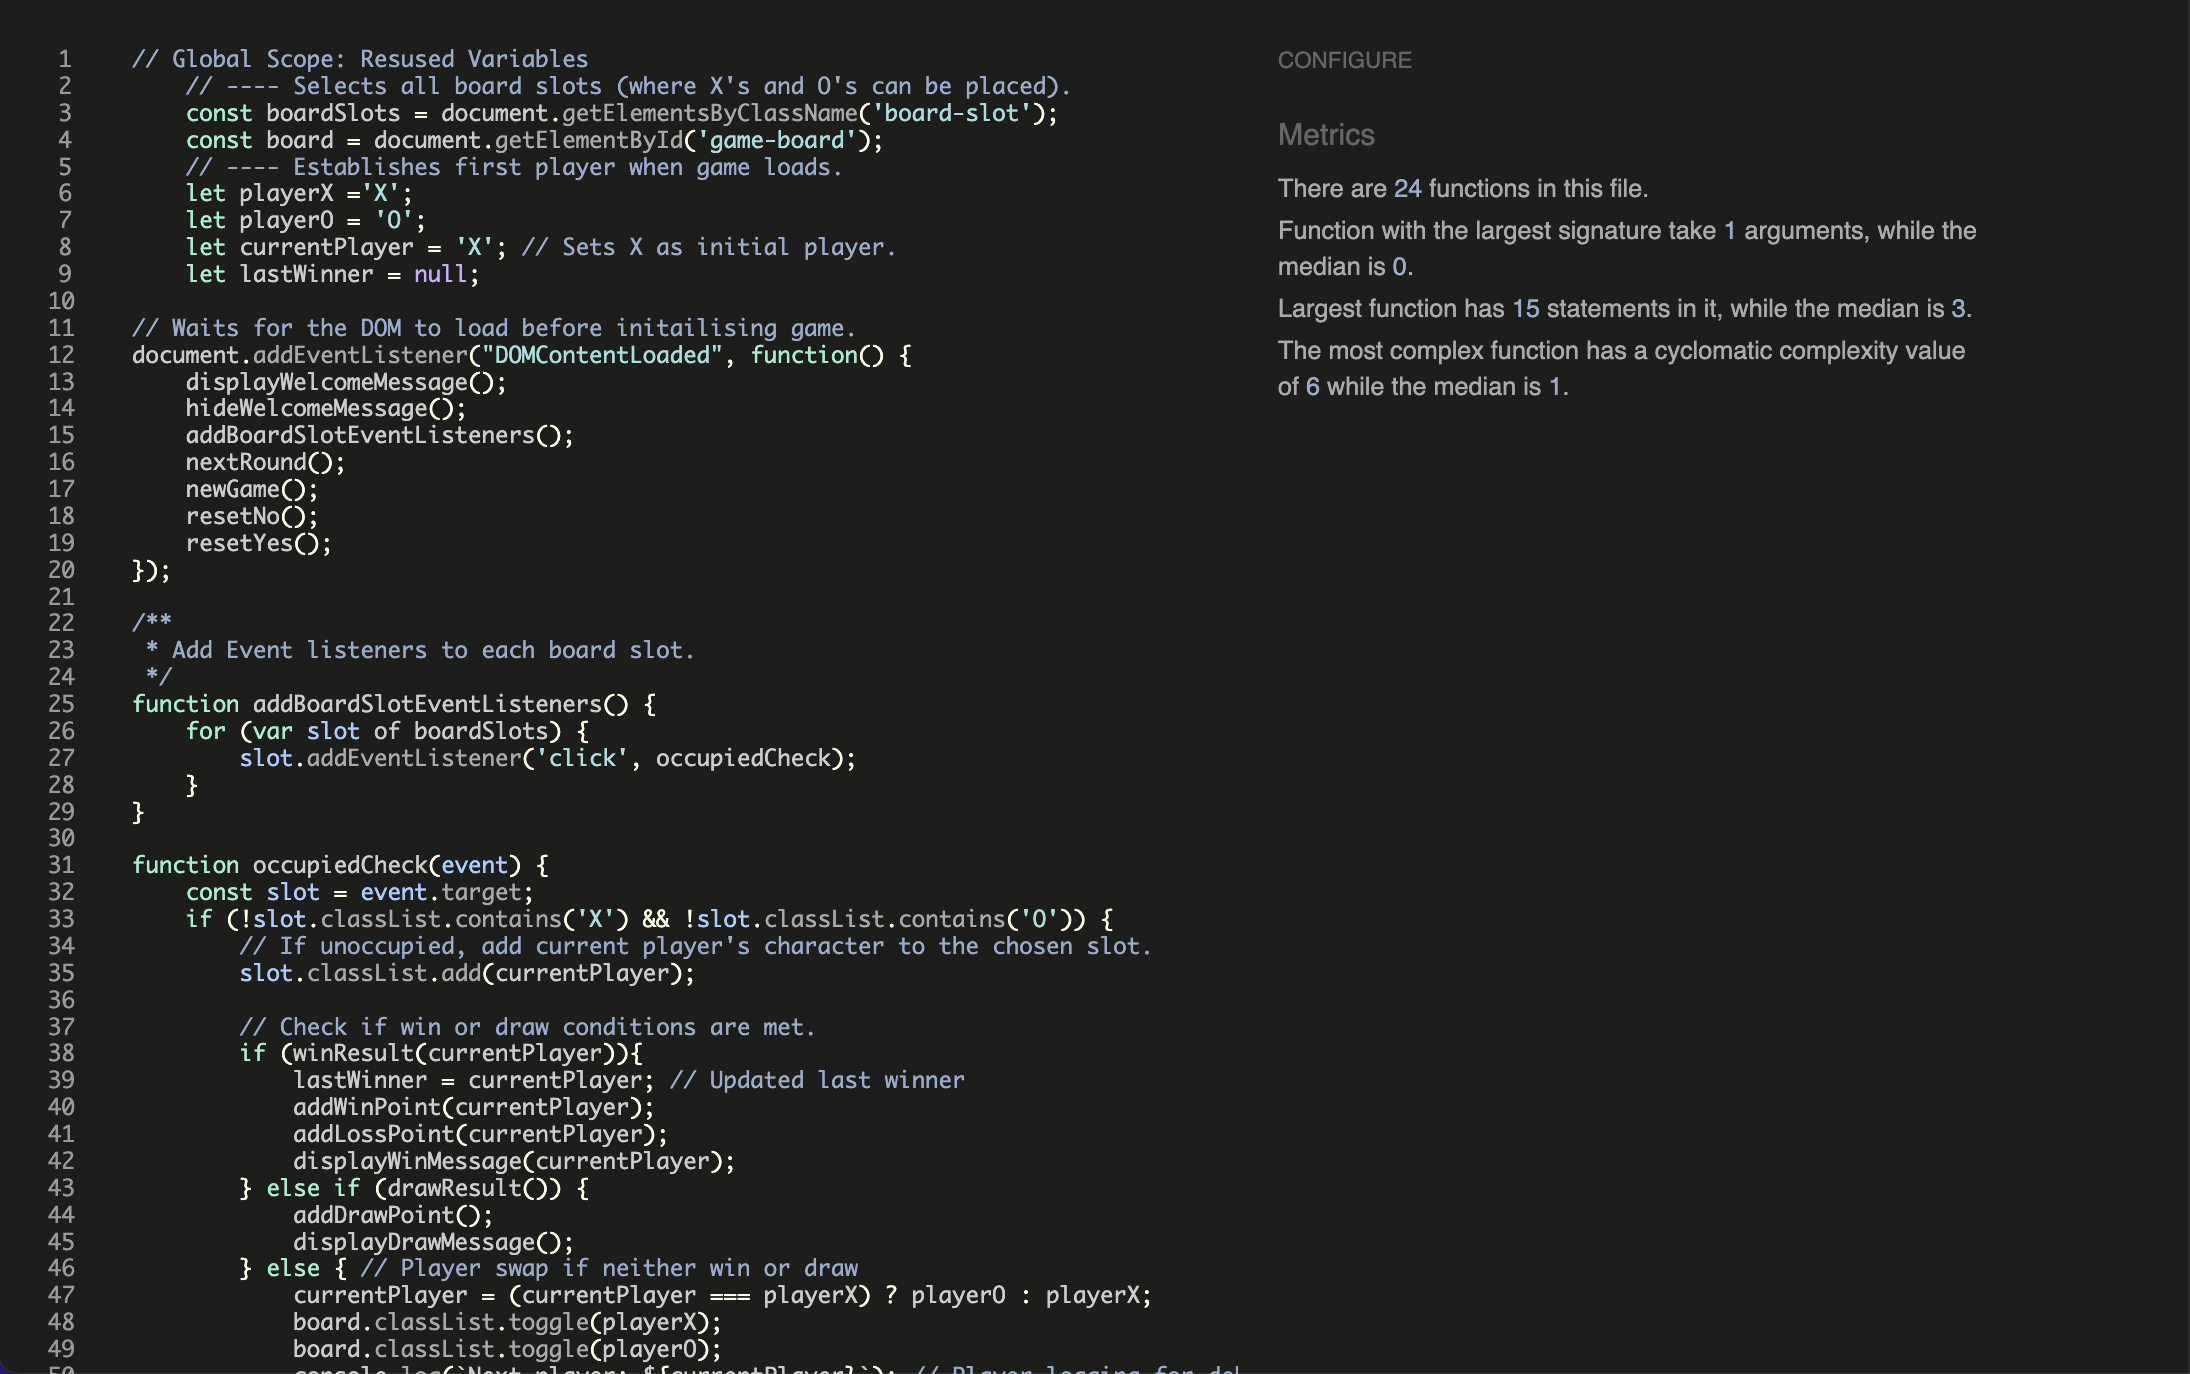 1 // Global Scope: Resused Variables
2 // ---- Selects all board slots (where X's and O's can be placed).
3 const boardSlots = document.getElementsByClassName('board-slot');
4 const board = document.getElementById('game-board');
5 // ---- Establishes first player when game loads.
6 let playerX ='X';
7 let playerO = 'O';
8 let currentPlayer = 'X'; // Sets X as initial player.
9 let lastWinner = null;
10
11 // Waits for the DOM to load before initailising game.
12 document.addEventListener("DOMContentLoaded", function() {
13 displayWelcomeMessage();
14 hideWelcomeMessage();
15 addBoardSlotEventListeners();
16 nextRound();
17 newGame();
18 resetNo();
19 resetYes();
20 });
21
22 /**
23 * Add Event listeners to each board slot.
24 */
25 function addBoardSlotEventListeners() {
26 for (var slot of boardSlots) {
27 slot.addEventListener('click', occupiedCheck);
28 }
29 }
30
31 function occupiedCheck(event) {
32 const slot = event.target;
33 if (!slot.classList.contains('X') && !slot.classList.contains('O')) {
34 // If unoccupied, add current player's character to the chosen slot.
35 slot.classList.add(currentPlayer);
36
37 // Check if win or draw conditions are met.
38 if (winResult(currentPlayer)){
39 lastWinner = currentPlayer; // Updated last winner
40 addWinPoint(currentPlayer);
41 addLossPoint(currentPlayer);
42 displayWinMessage(currentPlayer);
43 } else if (drawResult()) {
44 addDrawPoint();
45 displayDrawMessage();
46 } else { // Player swap if neither win or draw
47 currentPlayer = (currentPlayer === playerX) ? playerO : playerX;
48 board.classList.toggle(playerX);
49 board.classList.toggle(playerO);
50 console.log(`Next player: ${currentPlayer}`); // Player logging for
CONFIGURE
Metrics
There are 24 functions in this file.
Function with the largest signature take 1 arguments, while the
median is 0.
Largest function has 15 statements in it, while the median is 3.
The most complex function has a cyclomatic complexity value
of 6 while the median is 1.